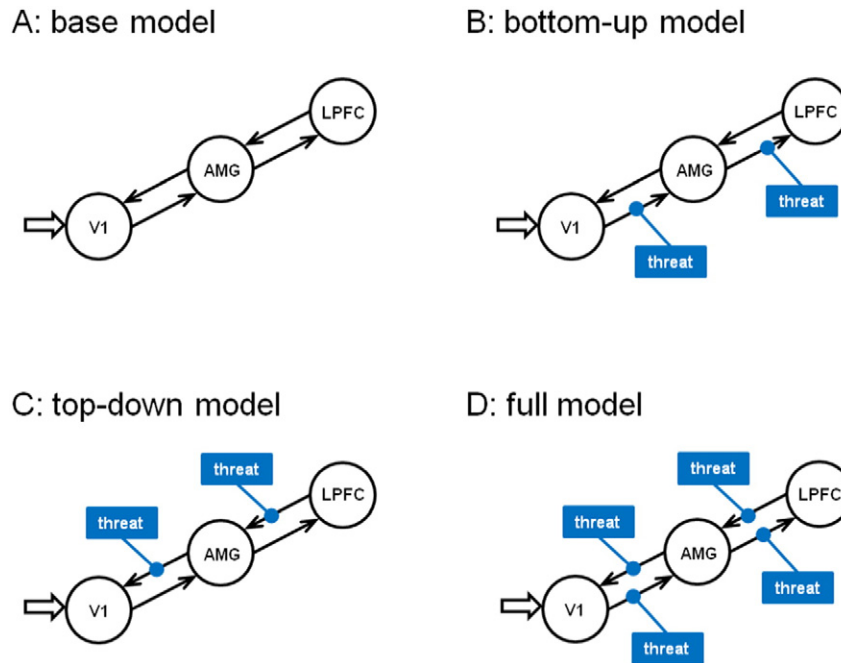 A: base model
B: bottom-up model
LPFC
AMG
V1
LPFC
AMG
V1
threat
threat
C: top-down model
D: full model
threat
threat
LPFC
AMG
V1
threat
threat
LPFC
AMG
V1
threat
threat